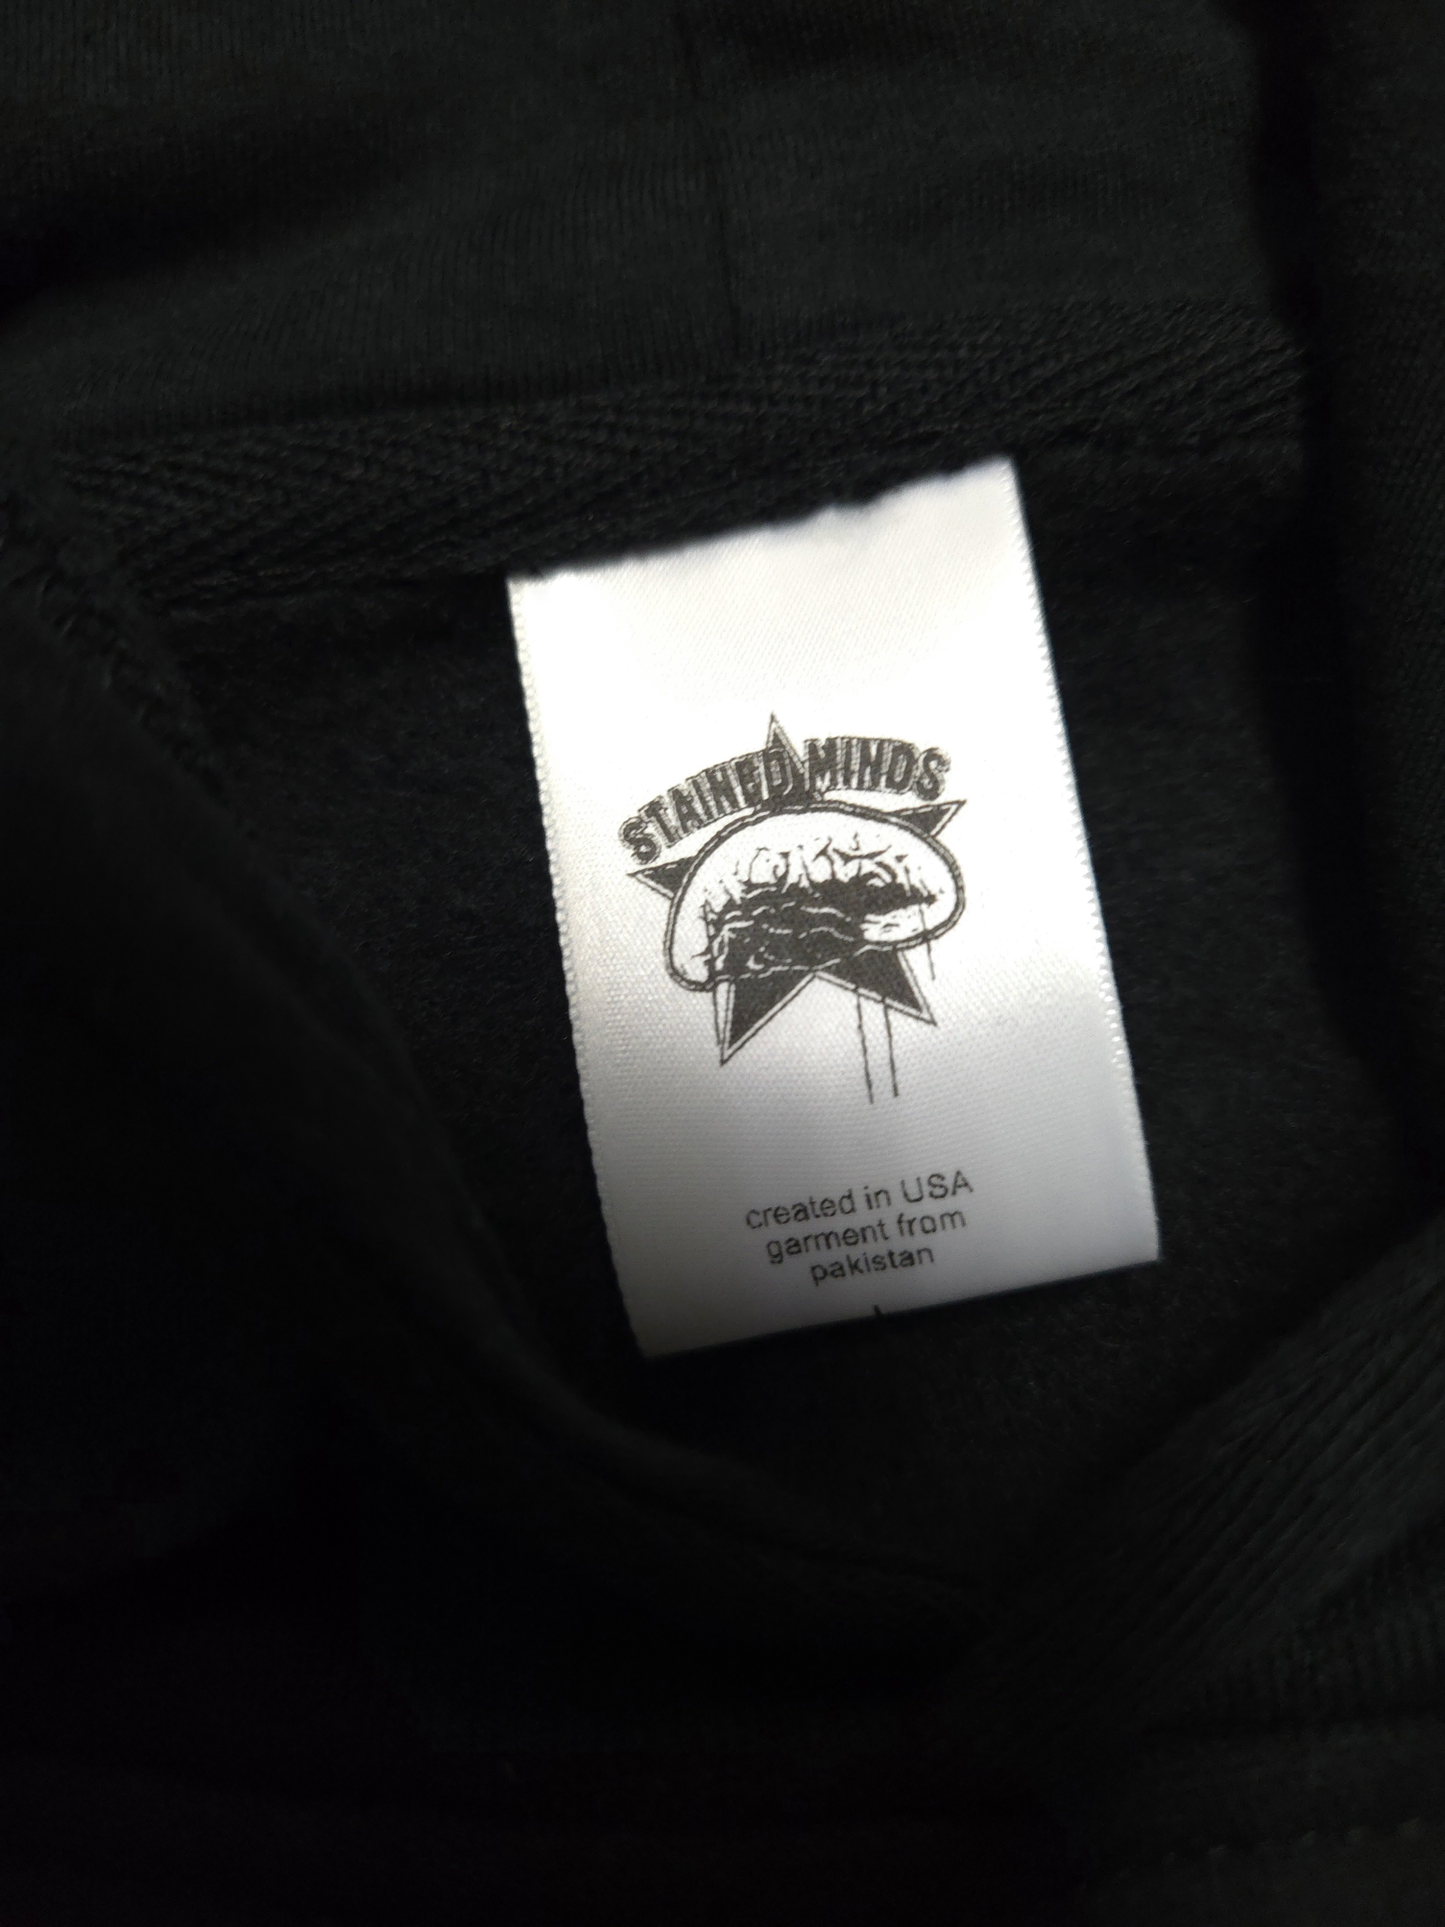 STAINED MINDS
created in USA
garment from
pakistan